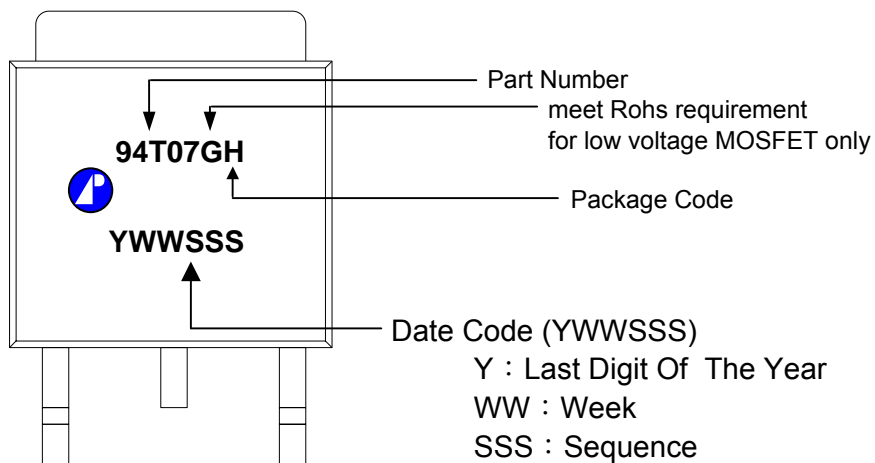 Part Number
meet Rohs requirement
for low voltage MOSFET only
94T07GH
Package Code
YWWSSS
Date Code (YWWSSS)
Y：Last Digit Of The Year
WW：Week
SSS：Sequence